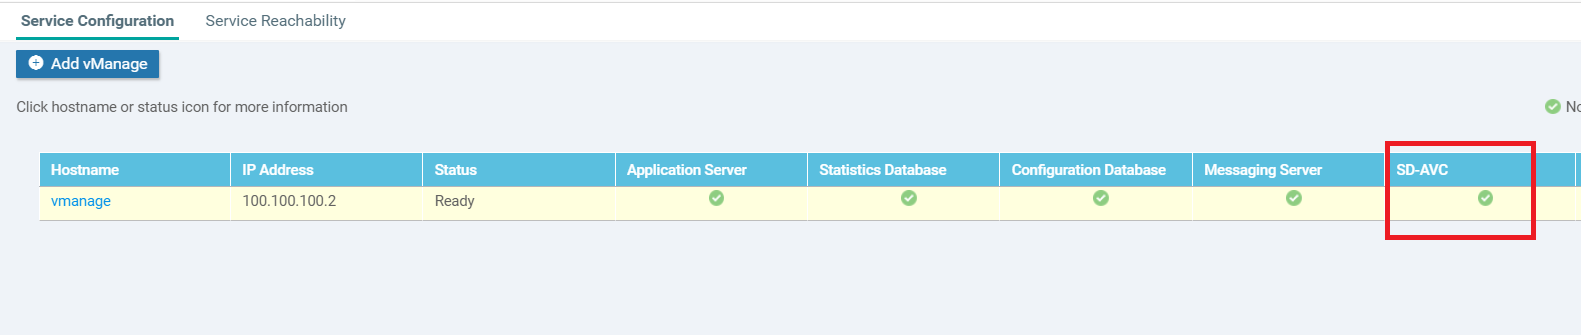 Service Configuration Service Reachability
Add vManage
Click hostname or status icon for more information
Hostname IP Address Status Application Server Statistics Database Configuration Database Messaging Server SD-AVC
vmanage 100.100.100.2 Ready